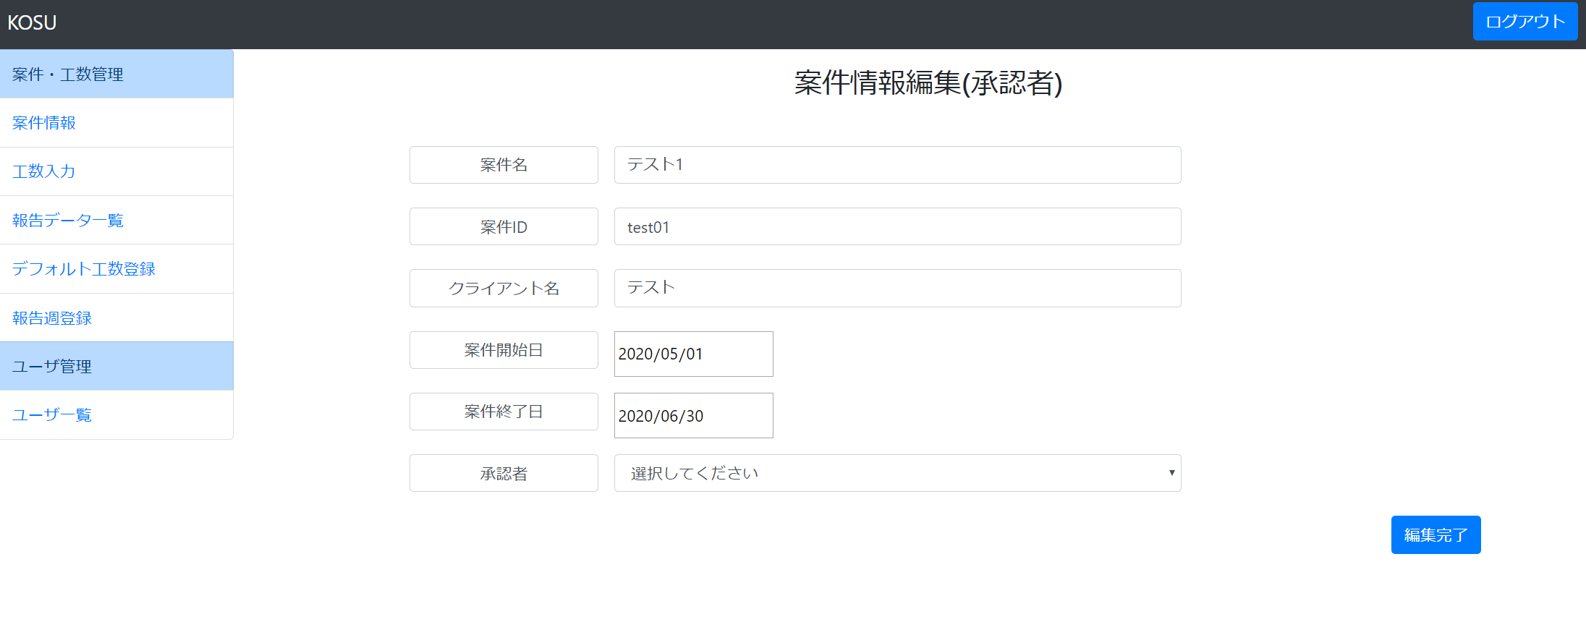 KOSU
ログアウト
案件・工数管理
案件情報
工数入力
報告データ一覧
デフォルト工数登録
報告週登録
ユーザ管理
ユーザ一覧
案件情報編集(承認者)
案件名
テスト1
案件ID
test01
クライアント名
テスト
案件開始日
2020/05/01
案件終了日
2020/06/30
承認者
選択してください
編集完了